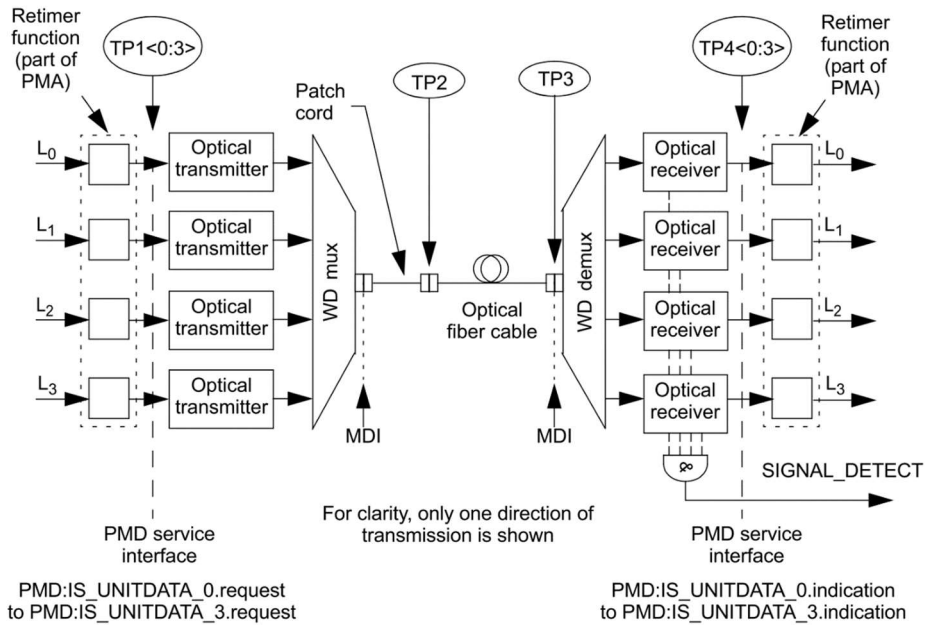 Retimer
function
(part of
PMA)
TP1<0:3>
TP2
TP3
TP4<0:3>
Retimer
function
(part of
PMA)
Patch
cord
L0
Optical
transmitter
Optical
receiver
L0
L1
Optical
transmitter
Optical
receiver
L1
WD mux
WD demux
Optical
fiber cable
L2
Optical
transmitter
Optical
receiver
L2
L3
Optical
transmitter
Optical
receiver
L3
MDI
MDI
&
SIGNAL_DETECT
For clarity, only one direction of
transmission is shown
PMD service
interface
PMD service
interface
PMD:IS_UNITDATA_0.request
to PMD:IS_UNITDATA_3.request
PMD:IS_UNITDATA_0.indication
to PMD:IS_UNITDATA_3.indication